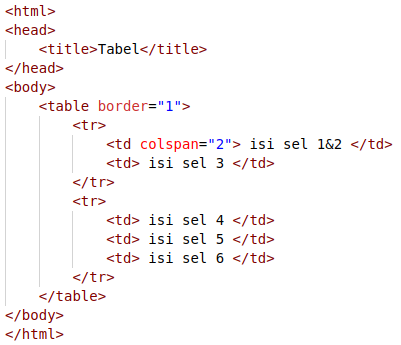 <html>
<head>
<title>Tabel</title>
</head>
<body>
<table border="1">
<tr>
<td colspan="2"> isi sel 1&2 </td>
<td> isi sel 3 </td>
</tr>
<tr>
<td> isi sel 4 </td>
<td> isi sel 5 </td>
<td> isi sel 6 </td>
</tr>
</table>
</body>
</html>